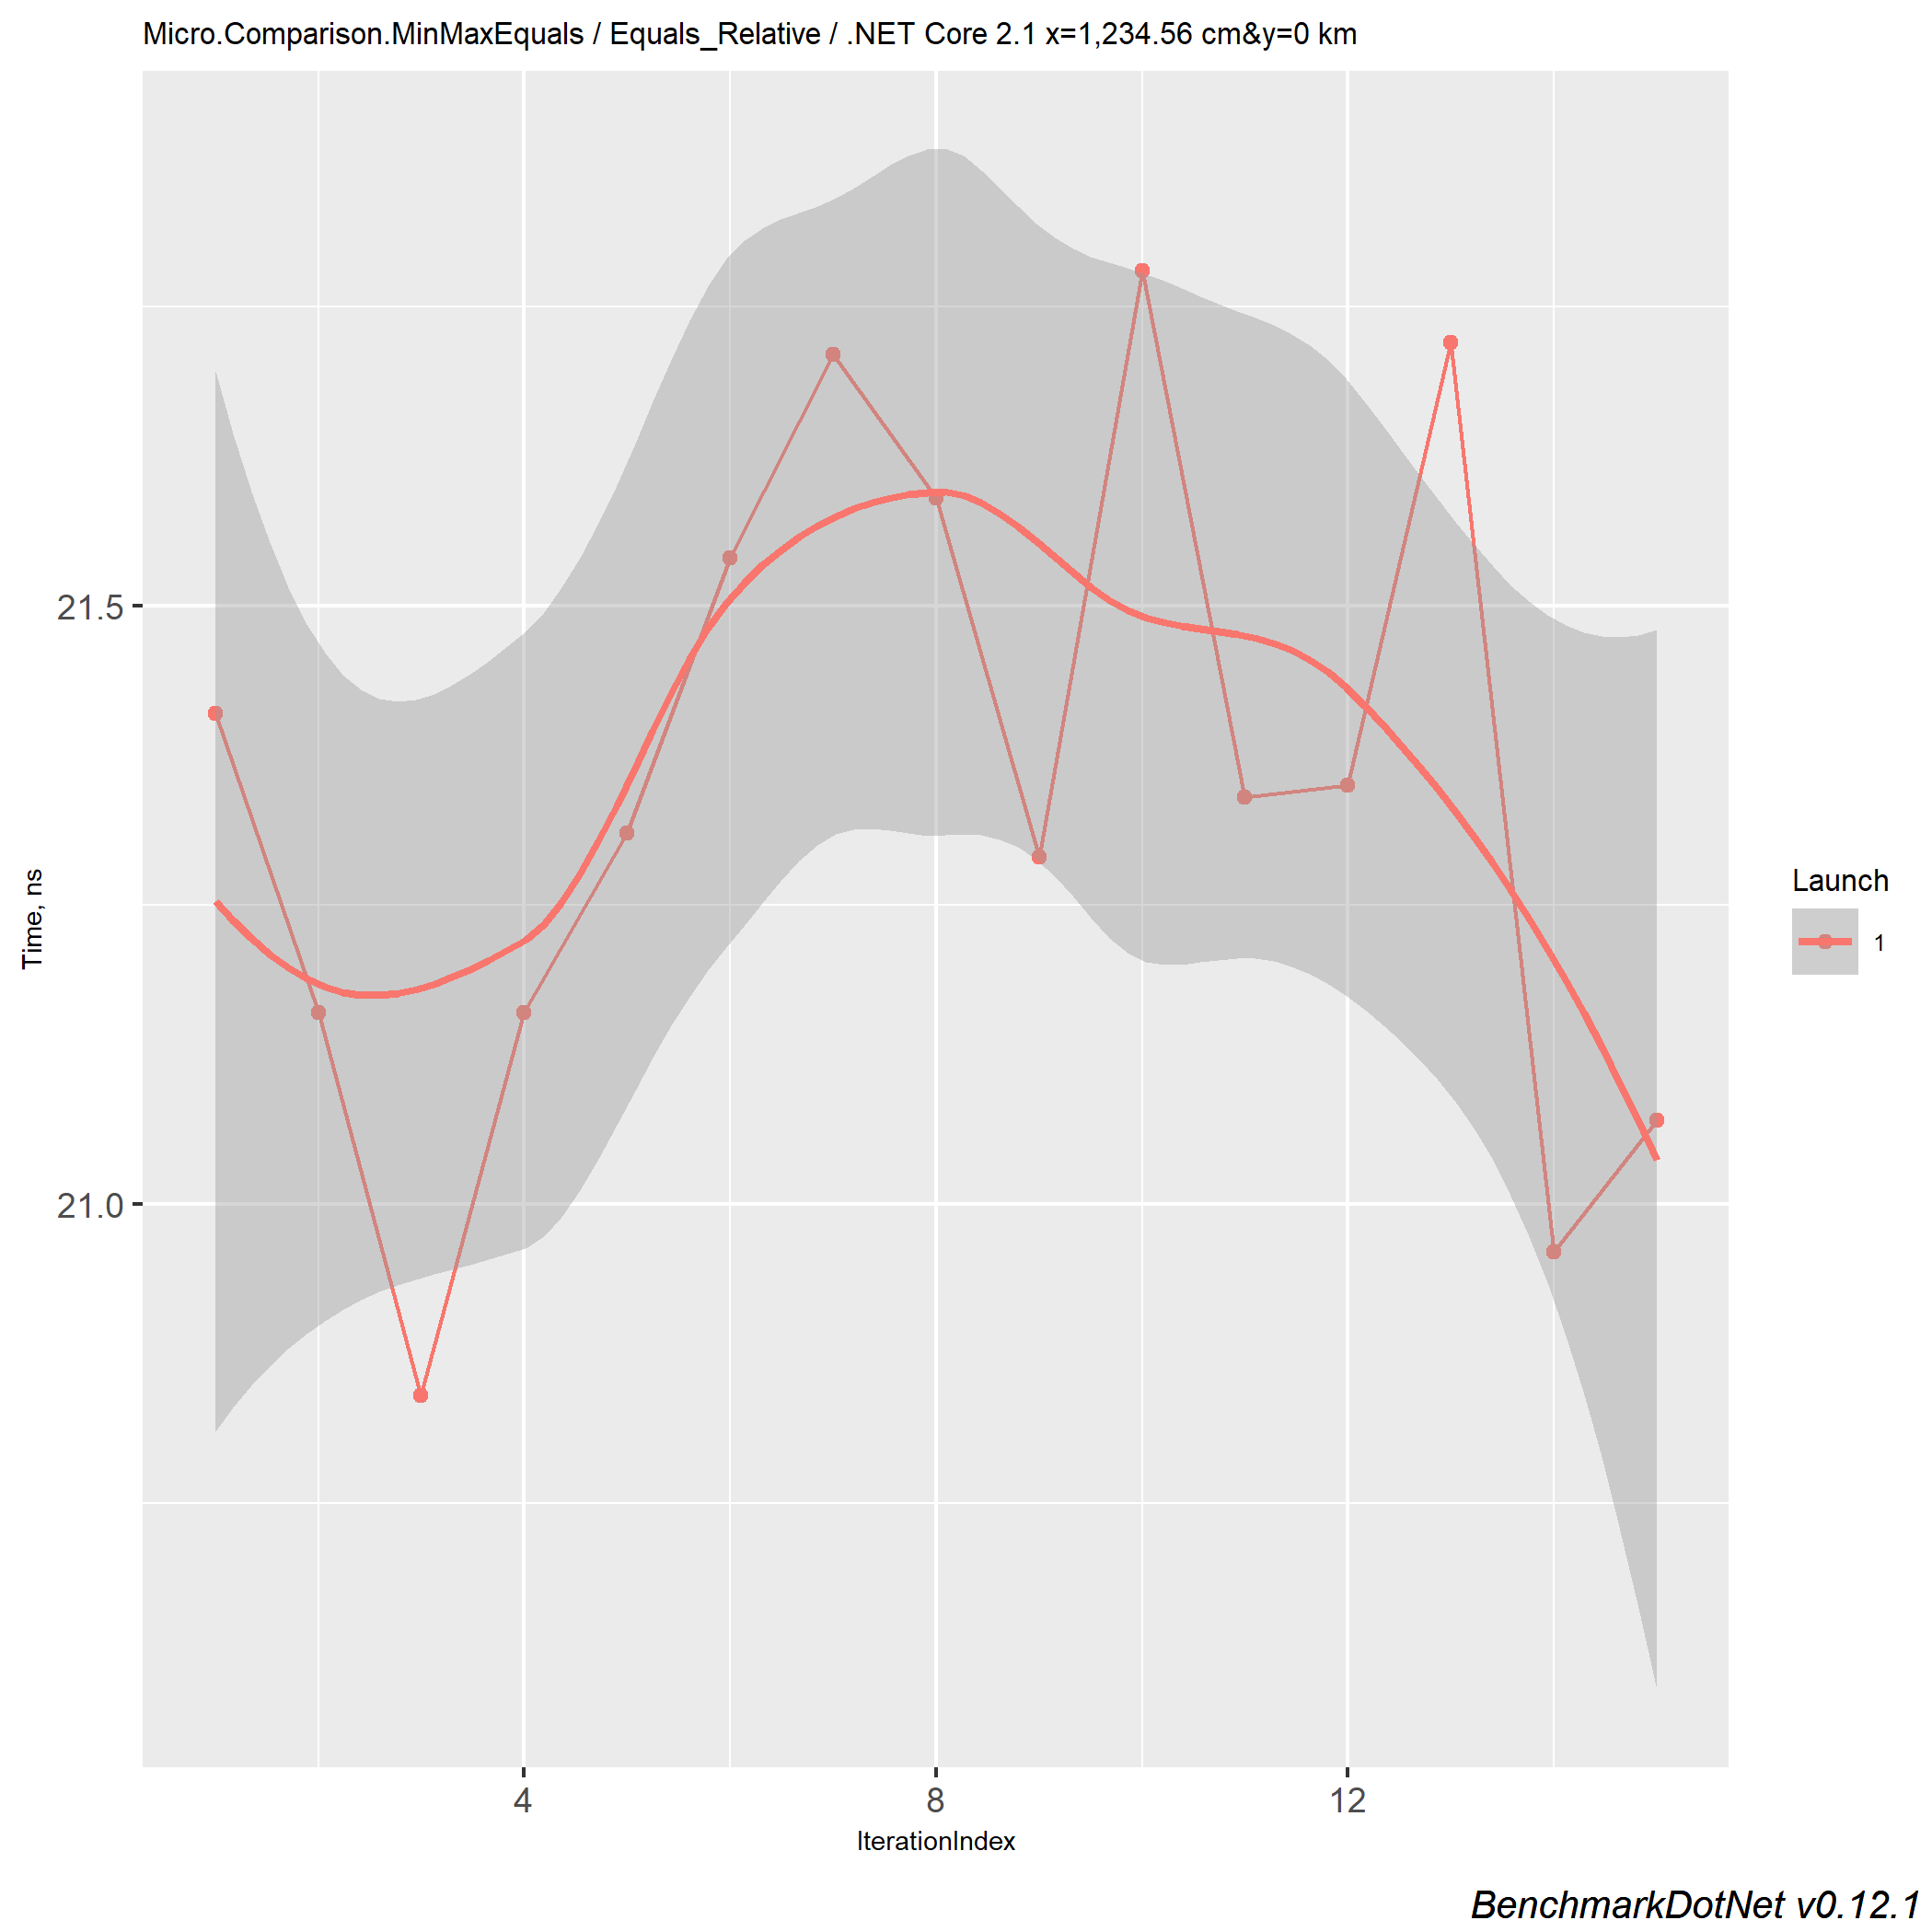 Micro.Comparison.MinMaxEquals / Equals_Relative / .NET Core 2.1 x=1,234.56 cm&y=0 km
21.5
21.0
Time, ns
4 8 12
IterationIndex
Launch
1
BenchmarkDotNet v0.12.1